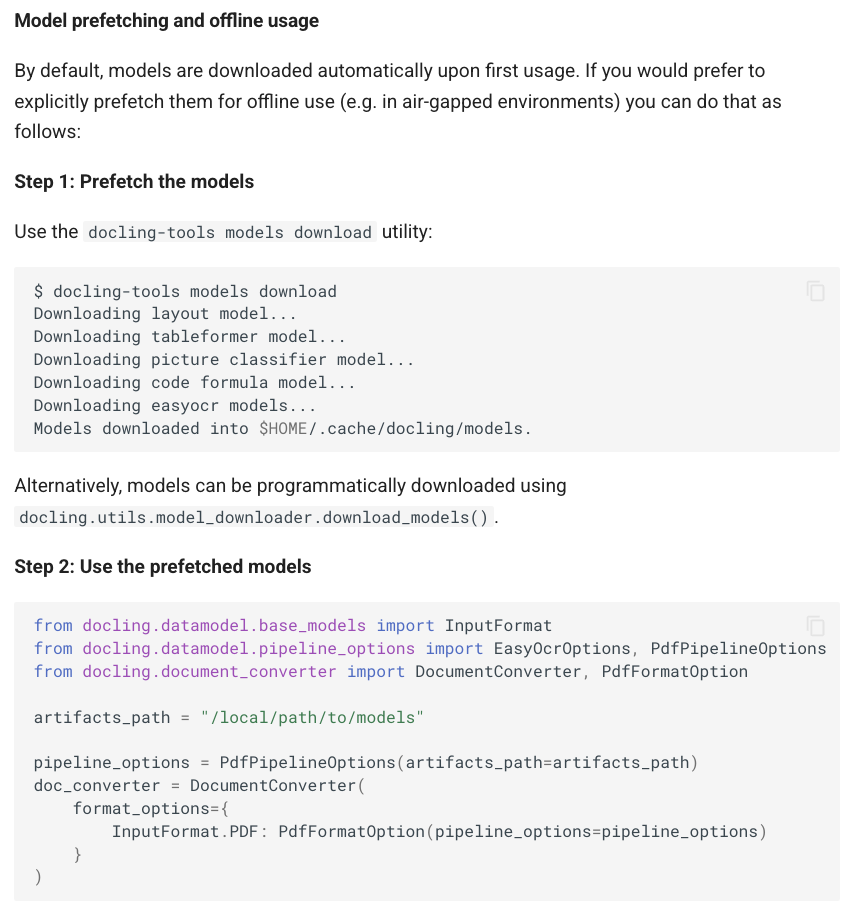 Model prefetching and offline usage
By default, models are downloaded automatically upon first usage. If you would prefer to
explicitly prefetch them for offline use (e.g. in air-gapped environments) you can do that as
follows:
Step 1: Prefetch the models
Use the docling-tools models download utility:
$ docling-tools models download
Downloading layout model...
Downloading tableformer model...
Downloading picture classifier model...
Downloading code formula model...
Downloading easyocr models...
Models downloaded into $HOME/.cache/docling/models.
Alternatively, models can be programmatically downloaded using
docling.utils.model_downloader.download_models().
Step 2: Use the prefetched models
from docling.datamodel.base_models import InputFormat
from docling.datamodel.pipeline_options import EasyOcrOptions, PdfPipelineOptions
from docling.document_converter import DocumentConverter, PdfFormatOption
artifacts_path = "/local/path/to/models"
pipeline_options = PdfPipelineOptions(artifacts_path=artifacts_path)
doc_converter = DocumentConverter(
    format_options={
        InputFormat.PDF: PdfFormatOption(pipeline_options=pipeline_options)
    }
)